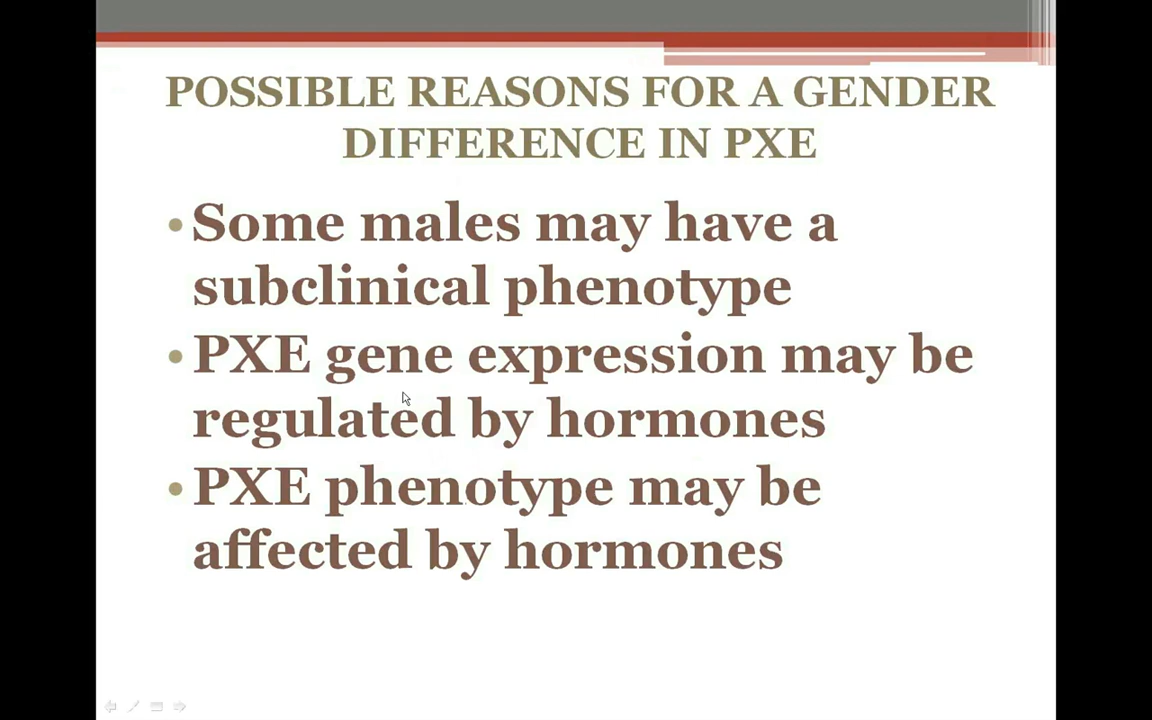 POSSIBLE REASONS FOR A GENDER
DIFFERENCE IN PXE
•Some males may have a
subclinical phenotype
•PXE gene expression may be
regulated by hormones
•PXE phenotype may be
affected by hormones